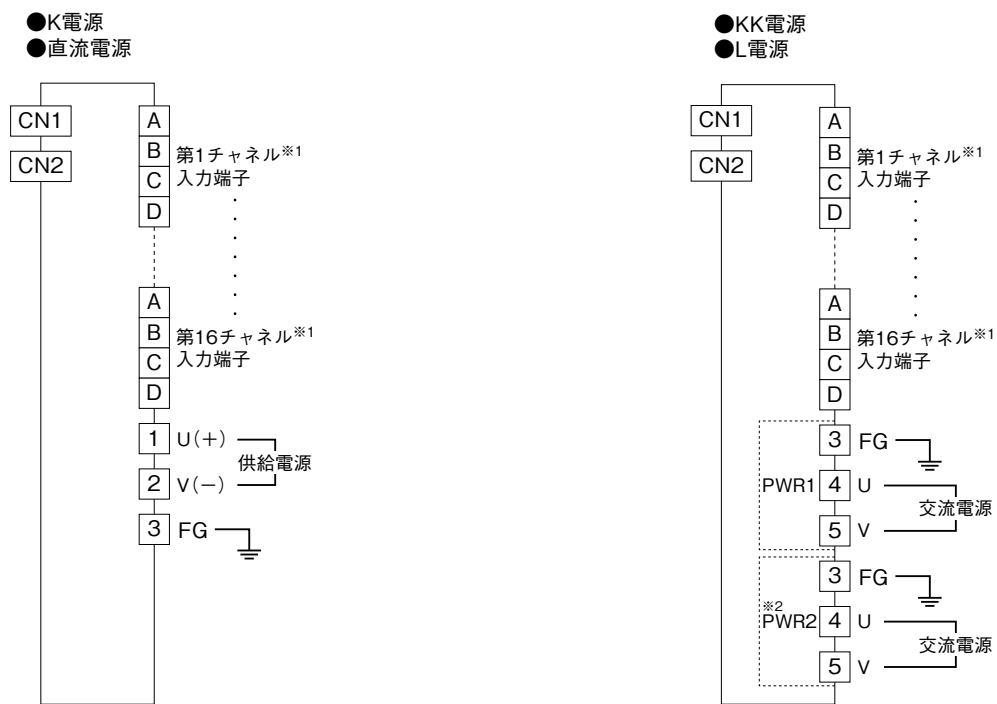 ●K電源
●直流電源
CN1
CN2
A
B
C
D
第1チャネル※1
入力端子
A
B
C
D
第16チャネル※1
入力端子
1 U(+)
供給電源
2 V(−)
3 FG
●KK電源
●L電源
CN1
CN2
A
B
C
D
第1チャネル※1
入力端子
A
B
C
D
第16チャネル※1
入力端子
3 FG
PWR1 4 U
交流電源
5 V
3 FG
※2
PWR2 4 U
交流電源
5 V